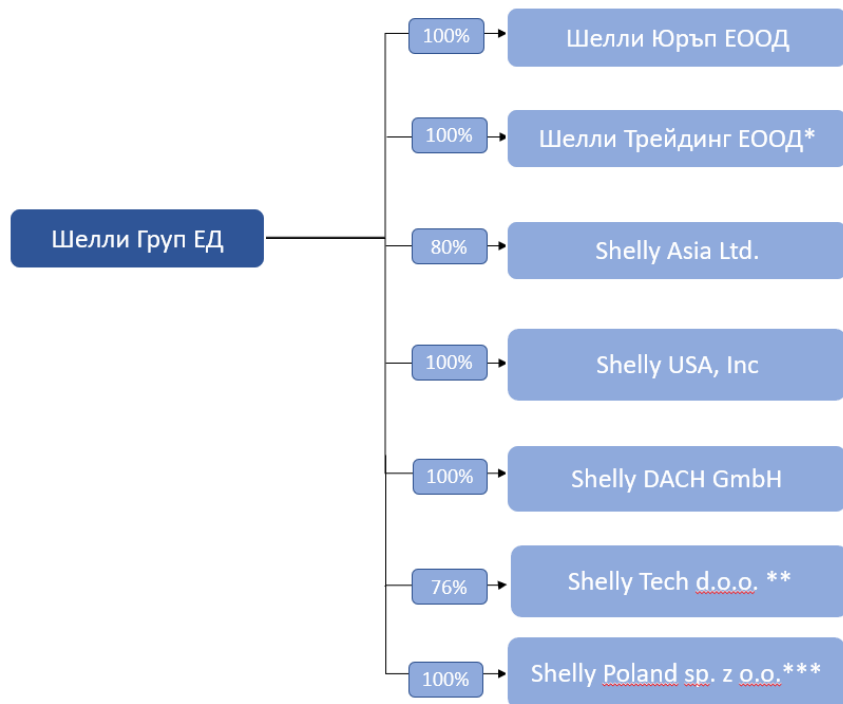 100%
Шелли Юръп ЕООД
100%
Шелли Трейдинг ЕООД*
Шелли Груп ЕД
80%
Shelly Asia Ltd.
100%
Shelly USA, Inc
100%
Shelly DACH GmbH
76%
Shelly Tech d.o.o. **
100%
Shelly Poland sp. z o.o.***